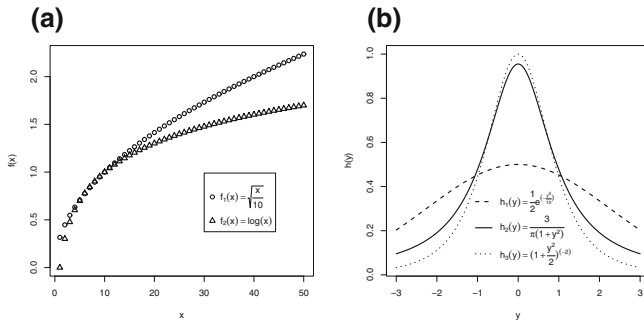 (a)
f(x)
2.0
1.5
1.0
0.5
0.0
f₁(x) = √(x/10)
f₂(x) = log(x)
0 10 20 30 40 50
x
(b)
h(y)
1.0
0.8
0.6
0.4
0.2
0.0
h₁(y) = 1/2 e^(−y²/10)
h₂(y) = 3/π(1+y²)
h₃(y) = (1+y²/2)^(−2)
−3 −2 −1 0 1 2 3
y